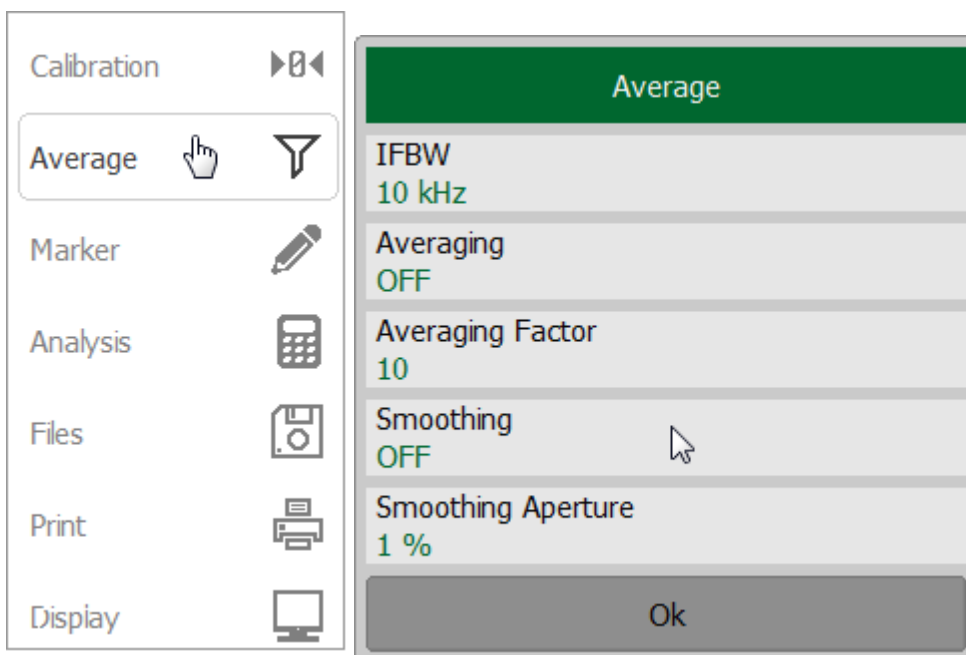 Calibration
Average
Marker
Analysis
Files
Print
Display
Average
IFBW
10 kHz
Averaging
OFF
Averaging Factor
10
Smoothing
OFF
Smoothing Aperture
1 %
Ok